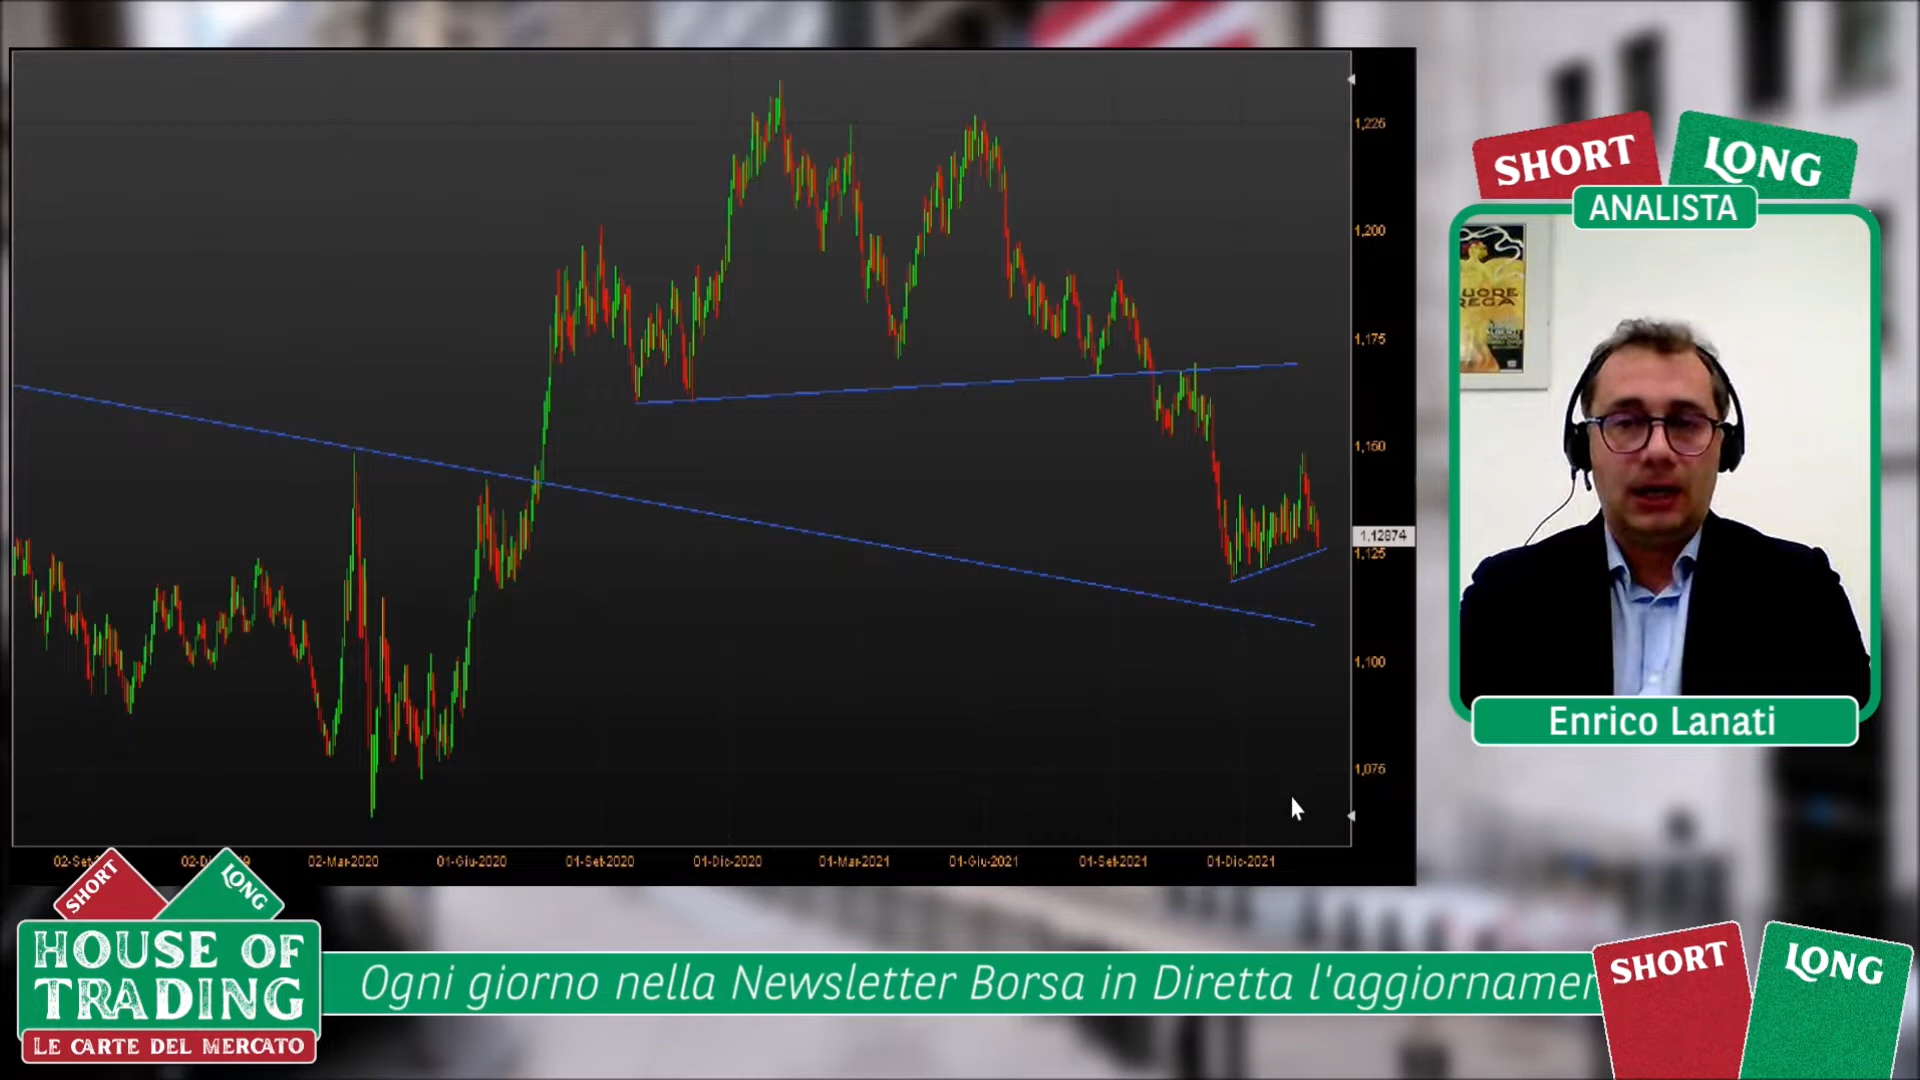 1,225
1,200
1,175
1,150
1,12874
1,125
1,100
1,075
02-Mar-2020
01-Giu-2020
01-Set-2020
01-Dic-2020
01-Mar-2021
01-Giu-2021
01-Set-2021
01-Dic-2021
SHORT
LONG
ANALISTA
Enrico Lanati
SHORT
LONG
HOUSE OF
TRADING
LE CARTE DEL MERCATO
Ogni giorno nella Newsletter Borsa in Diretta l'aggiornamen
SHORT
LONG